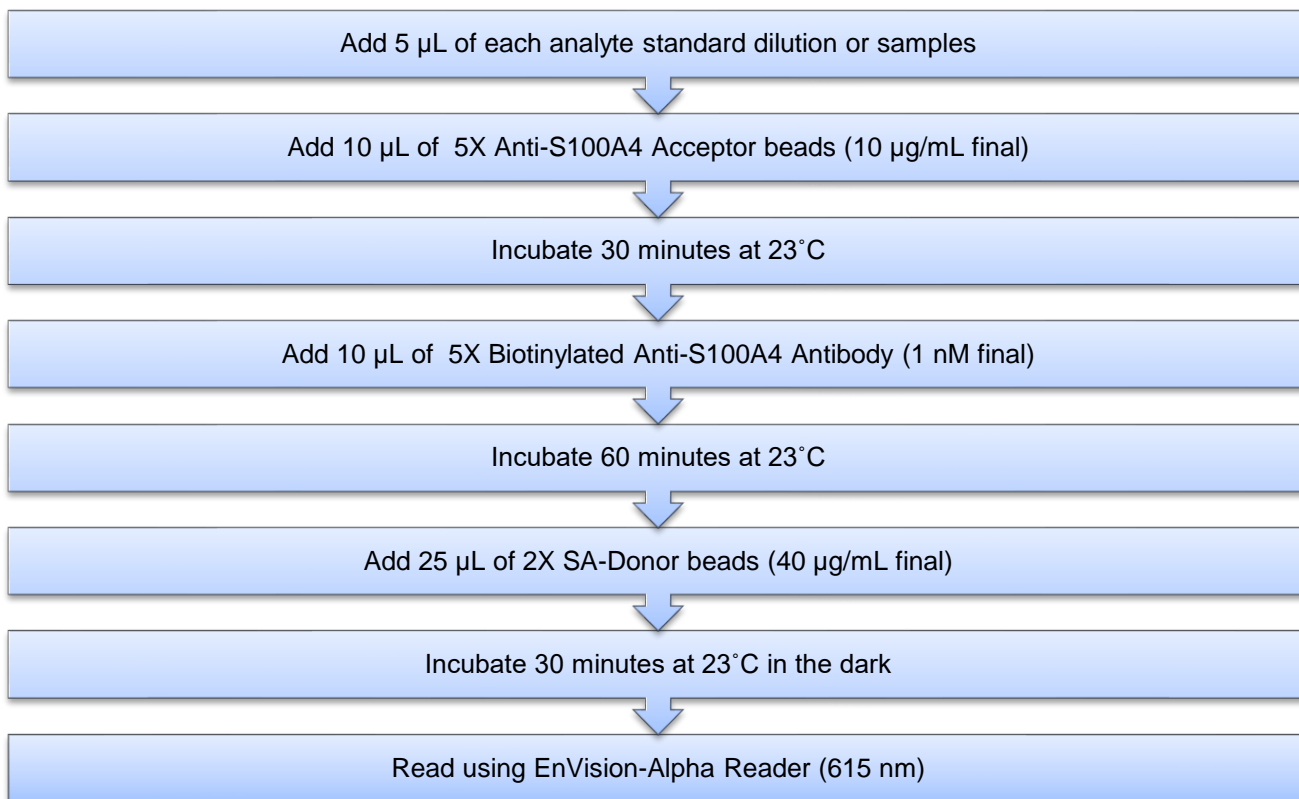 Add 5 µL of each analyte standard dilution or samples
Add 10 µL of  5X Anti-S100A4 Acceptor beads (10 µg/mL final)
Incubate 30 minutes at 23˚C
Add 10 µL of  5X Biotinylated Anti-S100A4 Antibody (1 nM final)
Incubate 60 minutes at 23˚C
Add 25 µL of 2X SA-Donor beads (40 µg/mL final)
Incubate 30 minutes at 23˚C in the dark
Read using EnVision-Alpha Reader (615 nm)